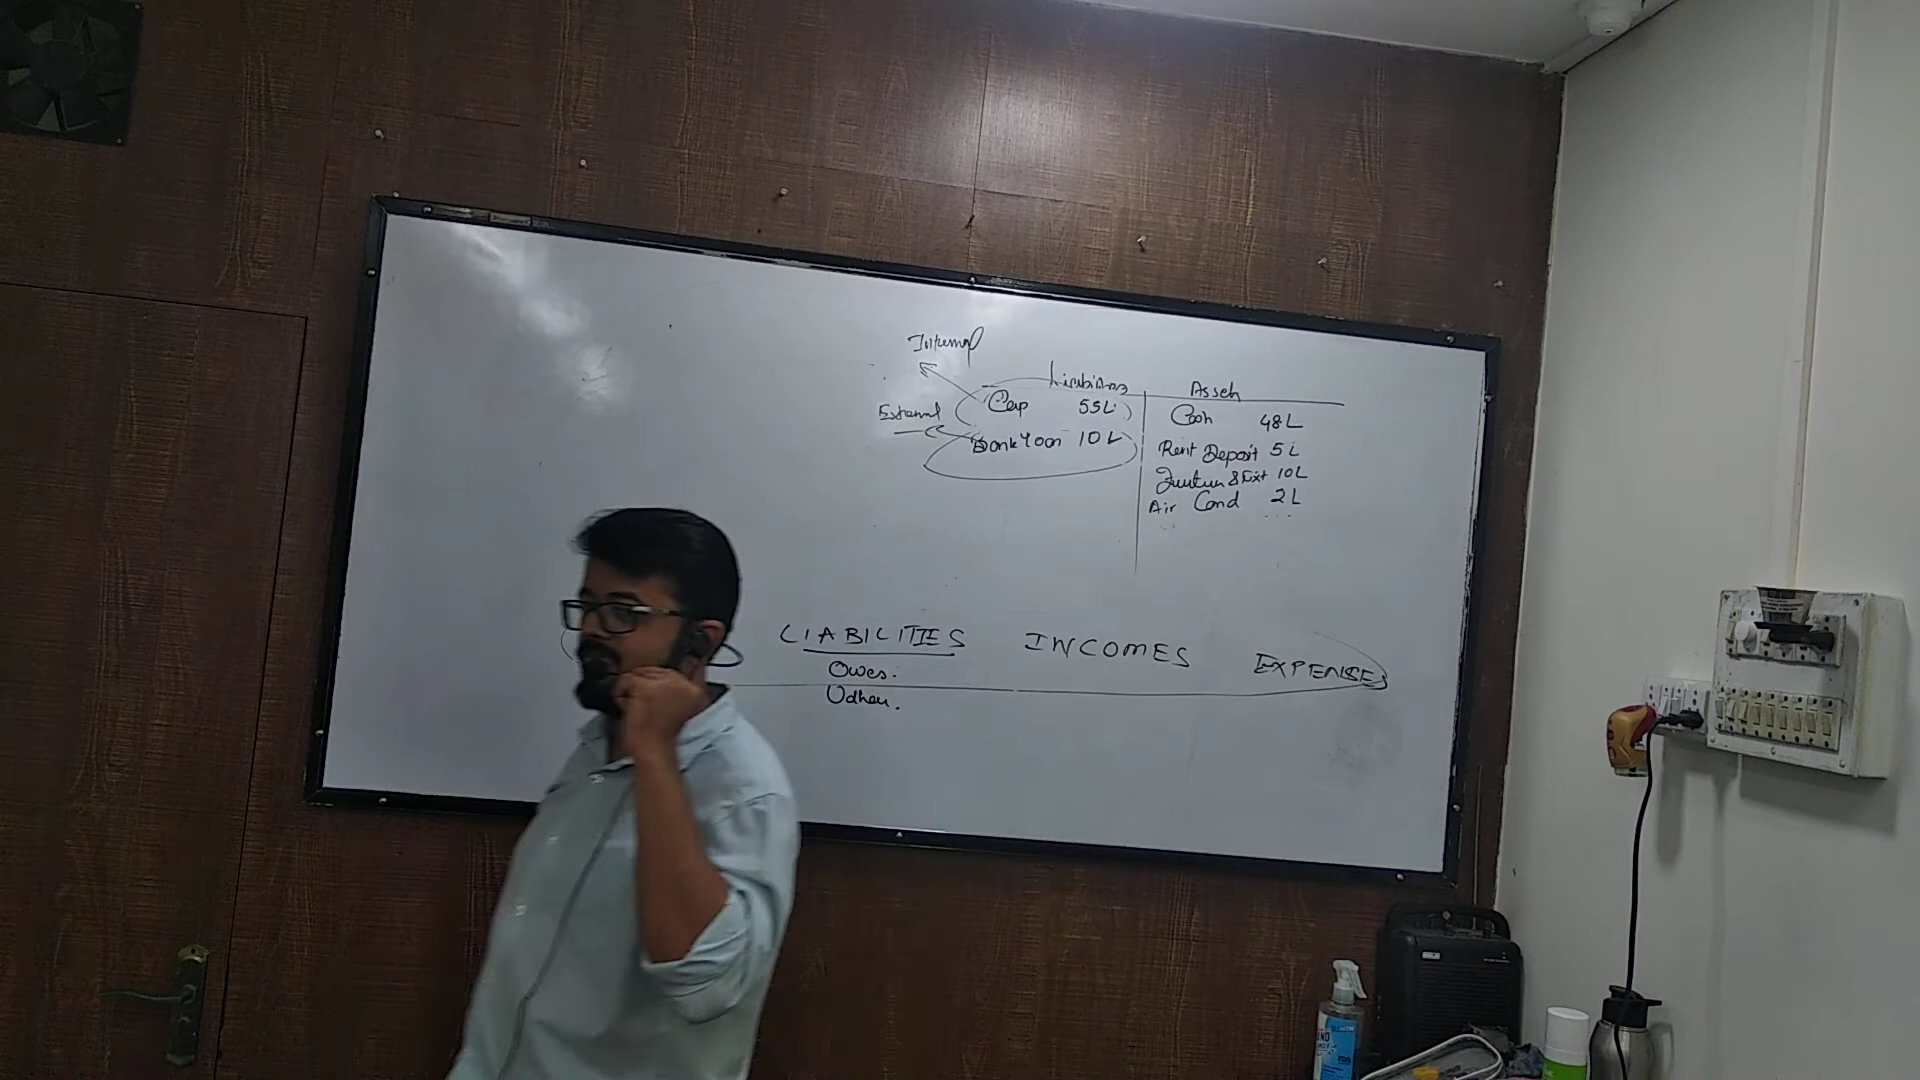 Internal
Liabilities Assets
External Cap 55L Cash 48L
Bank Loan 10L Rent Deposit 5L
Furniture & Fixt 10L
Air Cond 2L
LIABILITIES INCOMES EXPENSES
Owes.
Udhar.